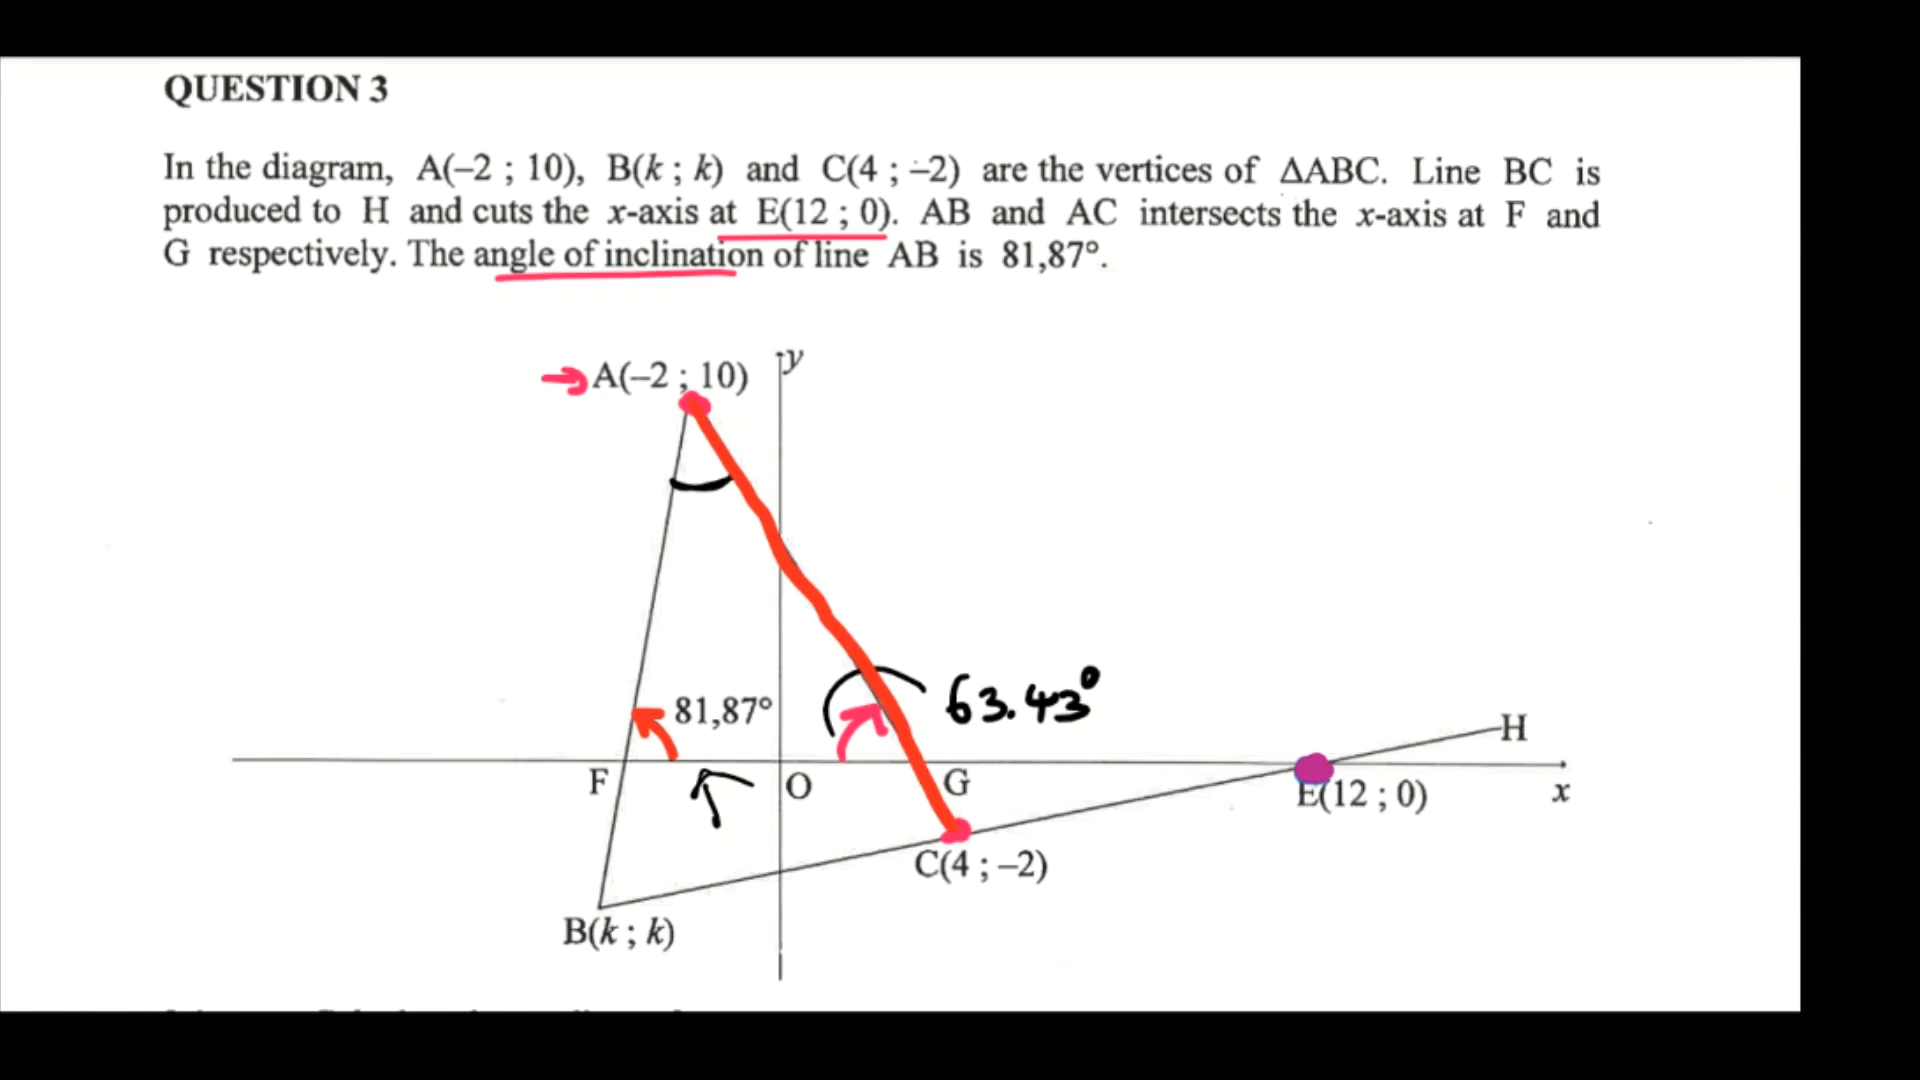 QUESTION 3
In the diagram, A(–2 ; 10), B(k ; k) and C(4 ; –2) are the vertices of ΔABC. Line BC is
produced to H and cuts the x-axis at E(12 ; 0). AB and AC intersects the x-axis at F and
G respectively. The angle of inclination of line AB is 81,87°.
A(–2 ; 10)
y
81,87°
63.43°
H
F
O
G
E(12 ; 0)
x
C(4 ; –2)
B(k ; k)